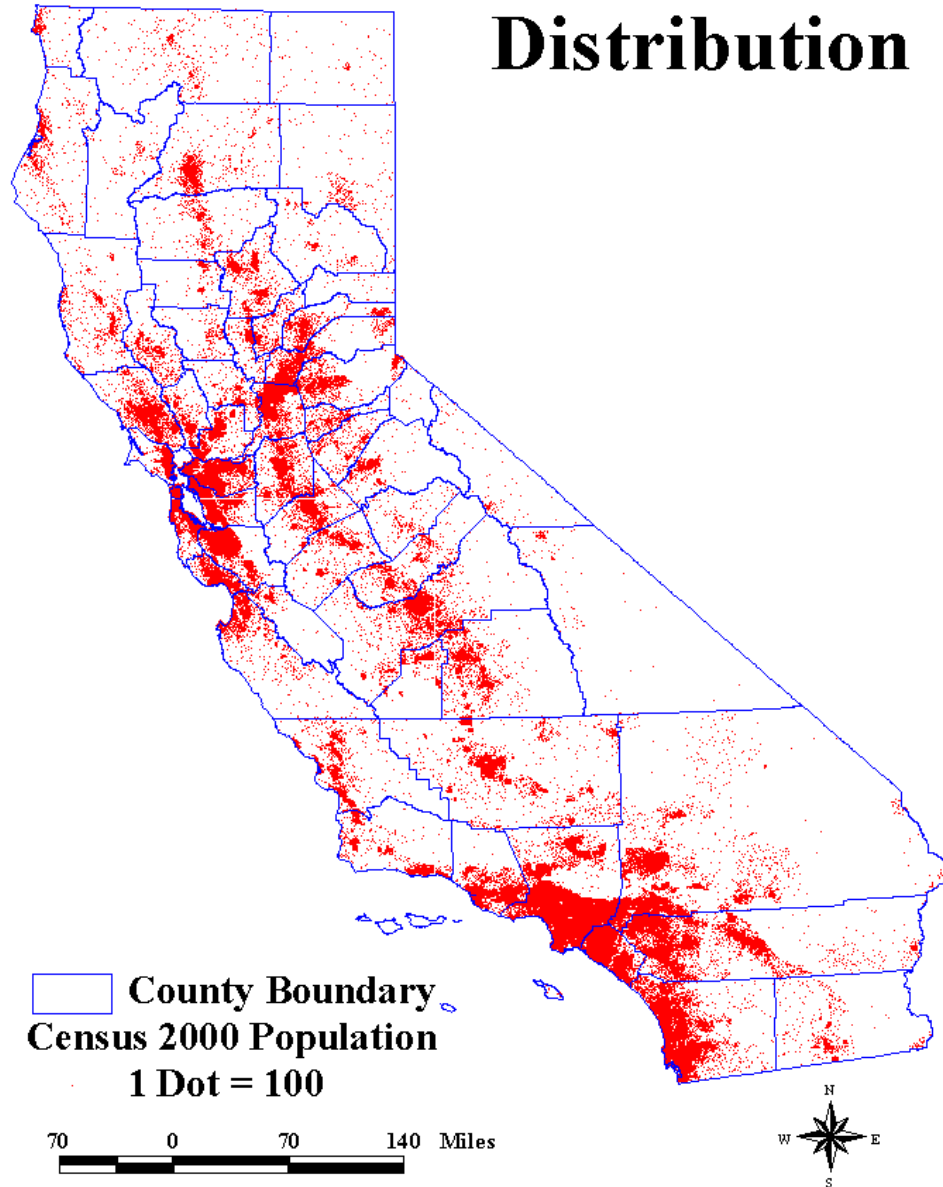 Distribution
County Boundary
Census 2000 Population
1 Dot = 100
70 0 70 140 Miles
N
W E
S